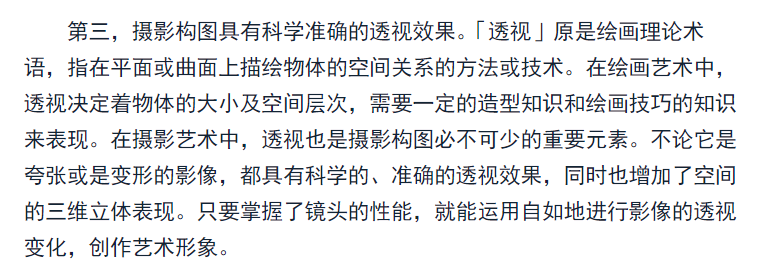 第三，摄影构图具有科学准确的透视效果。「透视」原是绘画理论术
语，指在平面或曲面上描绘物体的空间关系的方法或技术。在绘画艺术中，
透视决定着物体的大小及空间层次，需要一定的造型知识和绘画技巧的知识
来表现。在摄影艺术中，透视也是摄影构图必不可少的重要元素。不论它是
夸张或是变形的影像，都具有科学的、准确的透视效果，同时也增加了空间
的三维立体表现。只要掌握了镜头的性能，就能运用自如地进行影像的透视
变化，创作艺术形象。